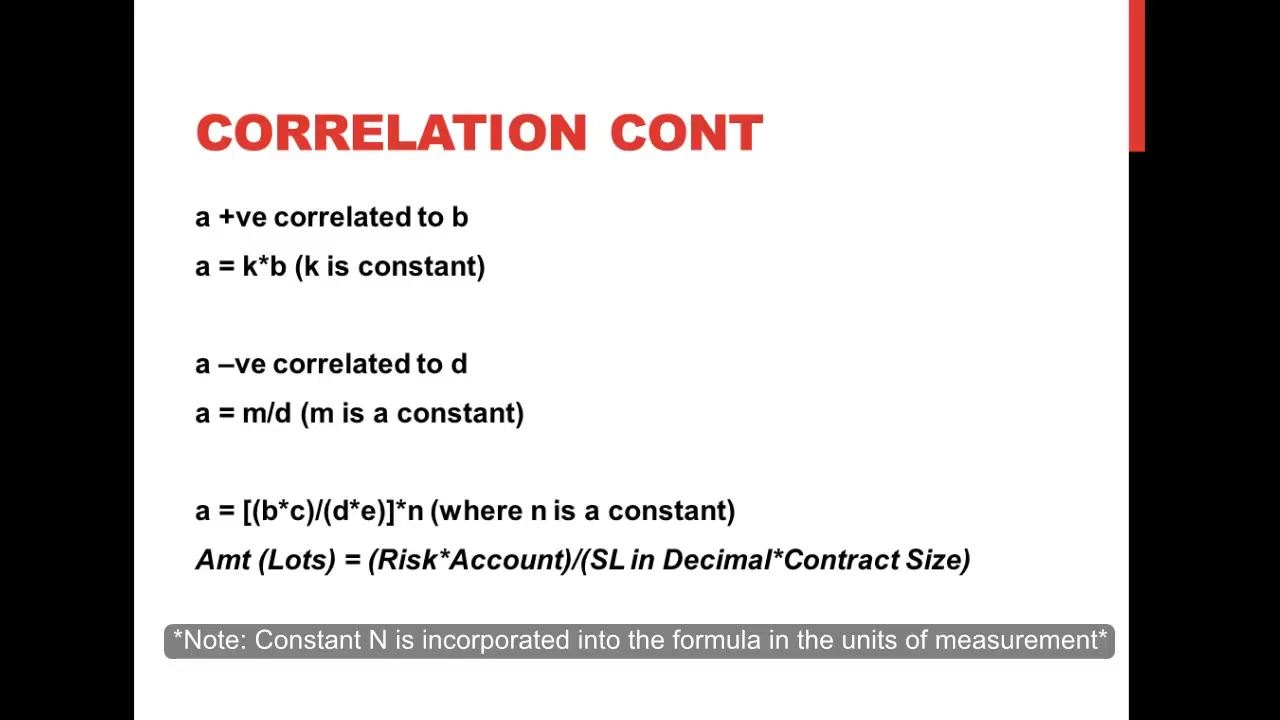 CORRELATION CONT
a +ve correlated to b
a = k*b (k is constant)
a –ve correlated to d
a = m/d (m is a constant)
a = [(b*c)/(d*e)]*n (where n is a constant)
Amt (Lots) = (Risk*Account)/(SL in Decimal*Contract Size)
*Note: Constant N is incorporated into the formula in the units of measurement*